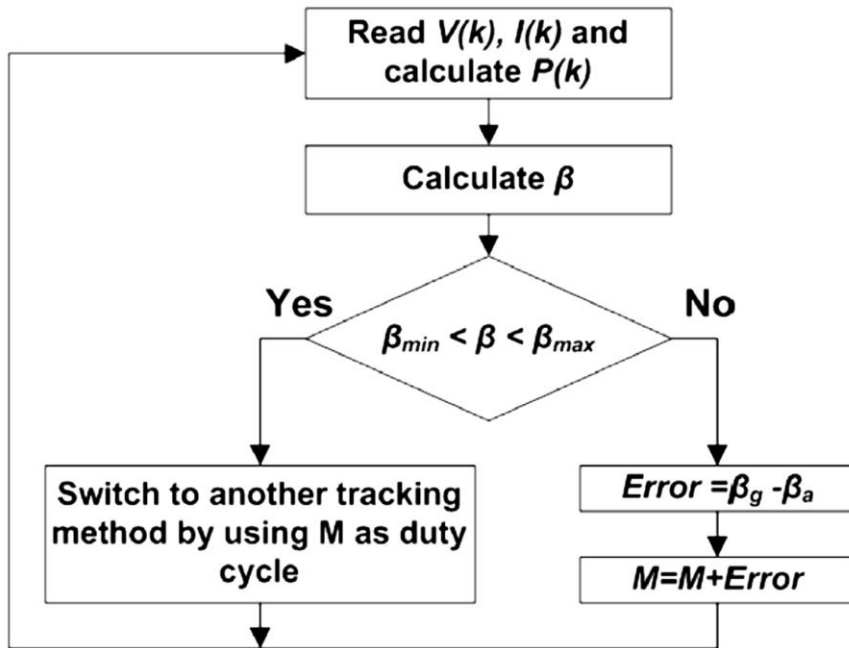 Read V(k), I(k) and
calculate P(k)
Calculate β
Yes
No
βmin < β < βmax
Switch to another tracking
method by using M as duty
cycle
Error =βg -βa
M=M+Error